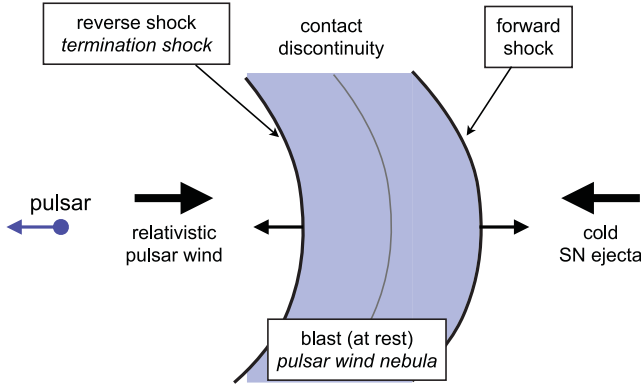 reverse shock
termination shock
contact
discontinuity
forward
shock
pulsar
relativistic
pulsar wind
cold
SN ejecta
blast (at rest)
pulsar wind nebula